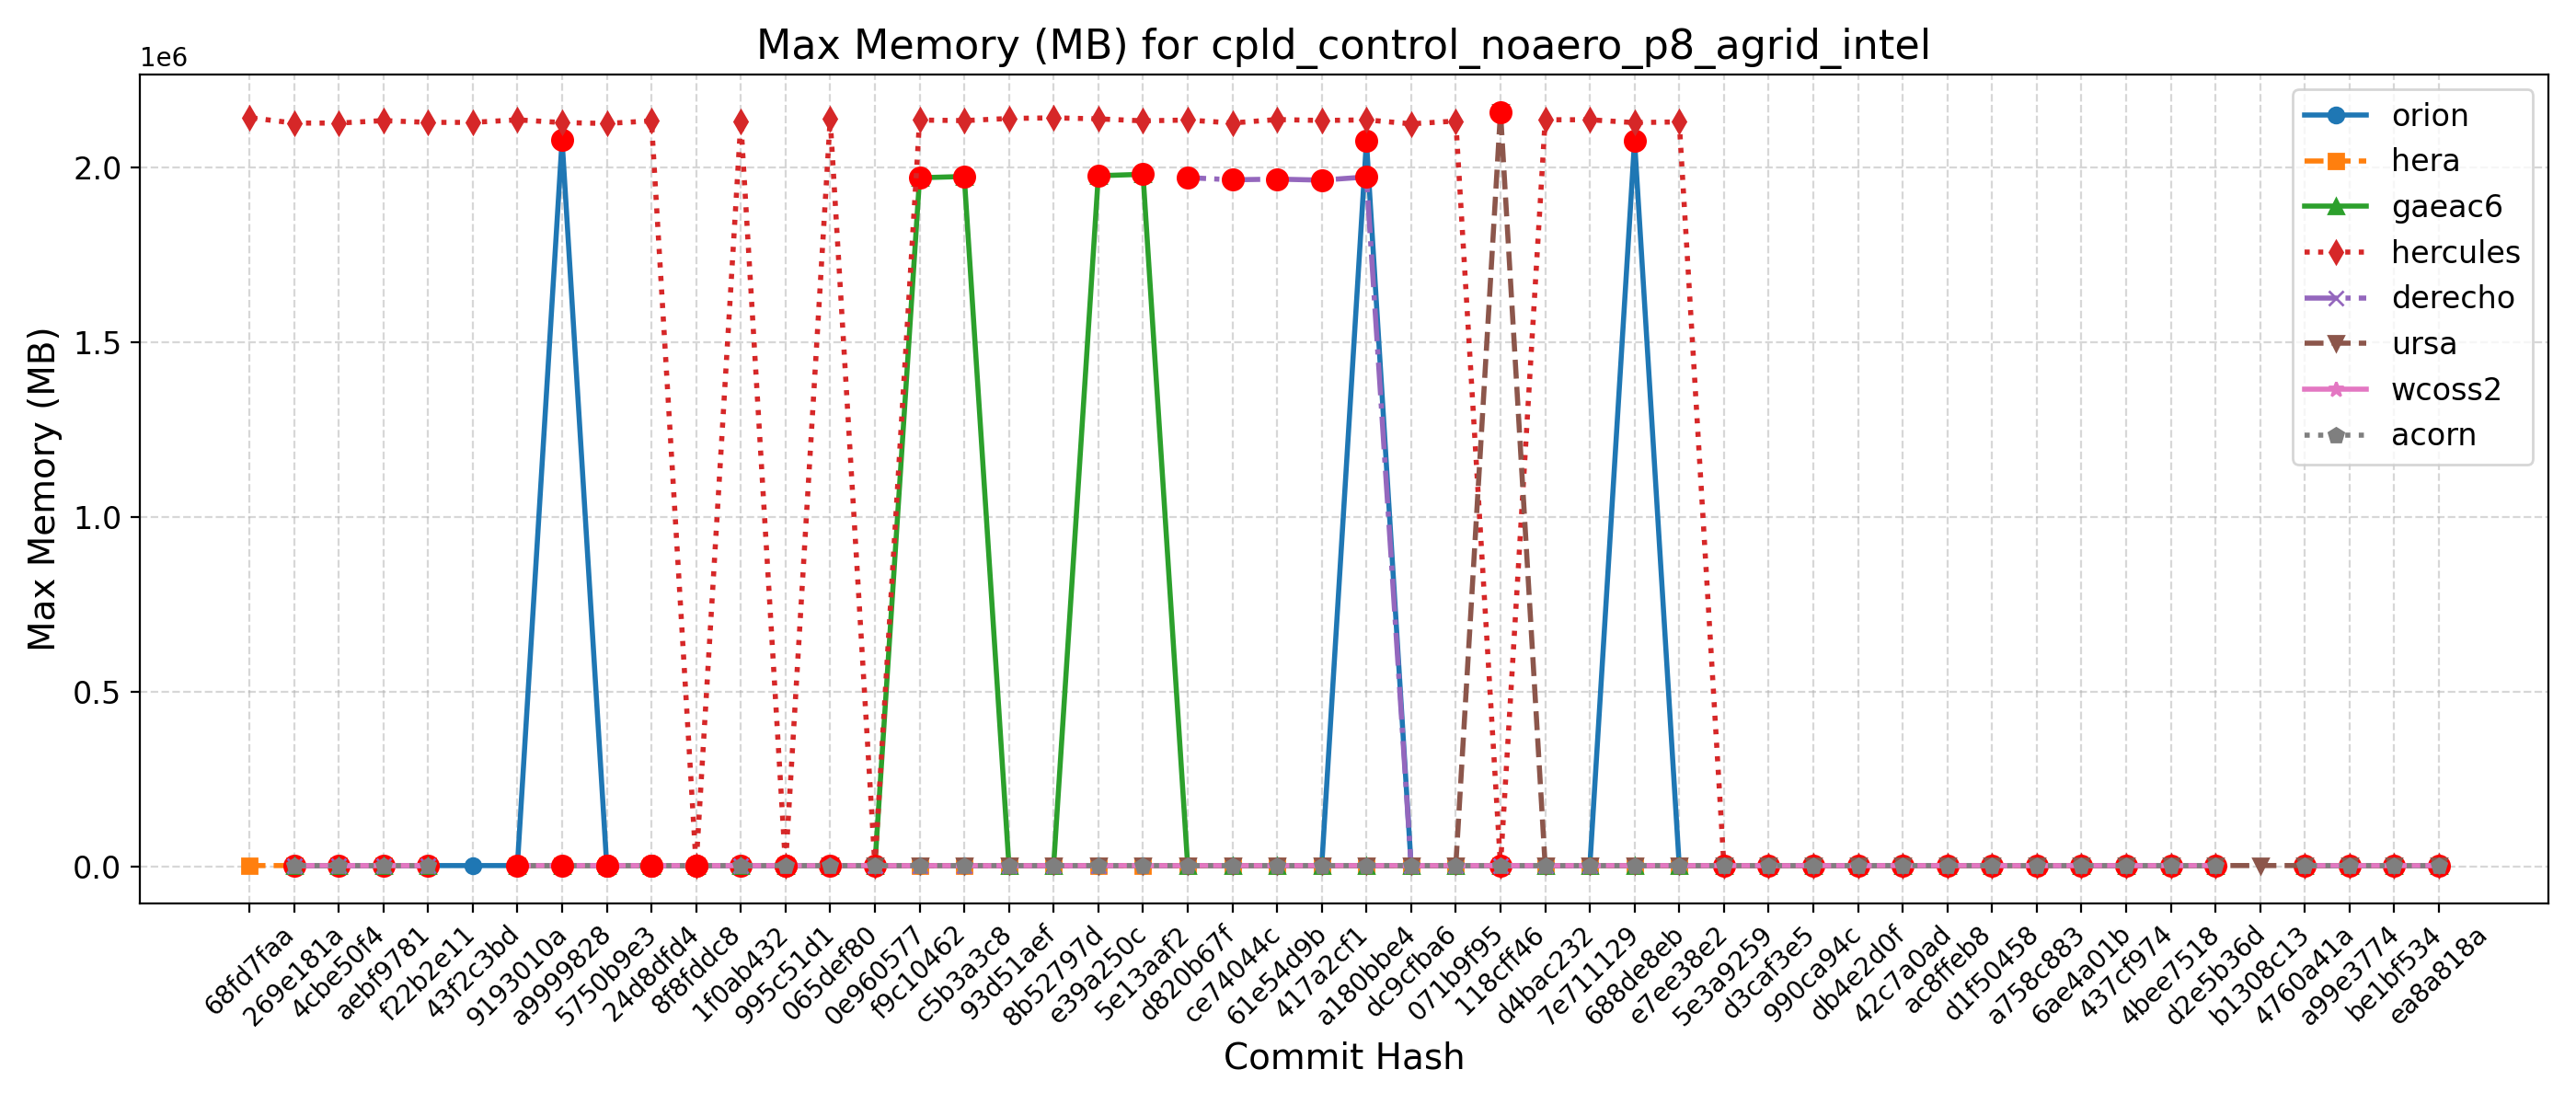 Max Memory (MB) for cpld_control_noaero_p8_agrid_intel
1e6
2.0
1.5
1.0
0.5
0.0
Max Memory (MB)
orion
hera
gaeac6
hercules
derecho
ursa
wcoss2
acorn
68fd7faa
269e181a
4cbe50f4
aebf9781
f22b2e11
43f2c3bd
9193010a
a9999828
5750b9e3
24d8dfd4
8f8fddc8
1f0ab432
995c51d1
065def80
0e960577
f9c10462
c5b3a3c8
93d51aef
8b52797d
e39a250c
5e13aaf2
d820b67f
ce74044c
61e54d9b
417a2cf1
a180bbe4
dc9cfba6
071b9f95
118cff46
d4bac232
7e711129
688de8eb
e7ee38e2
5e3a9259
d3caf3e5
990ca94c
db4e2d0f
42c7a0ad
ac8ffeb8
d1f50458
a758c883
6ae4a01b
437cf974
4bee7518
d2e5b36d
b1308c13
4760a41a
a99e3774
be1bf534
ea8a818a
Commit Hash